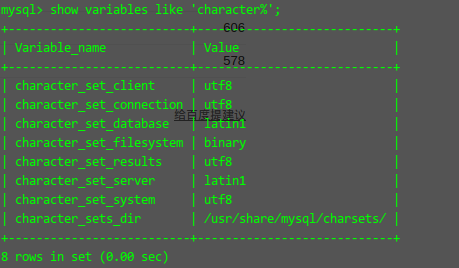 mysql> show variables like 'character%';
+--------------------------+----------------------------+
606
| Variable_name | Value |
578
+--------------------------+----------------------------+
| character_set_client | utf8 |
| character_set_connection | utf8 |
给百度提建议
| character_set_database | latin1 |
| character_set_filesystem | binary |
| character_set_results | utf8 |
| character_set_server | latin1 |
| character_set_system | utf8 |
| character_sets_dir | /usr/share/mysql/charsets/ |
+--------------------------+----------------------------+
8 rows in set (0.00 sec)